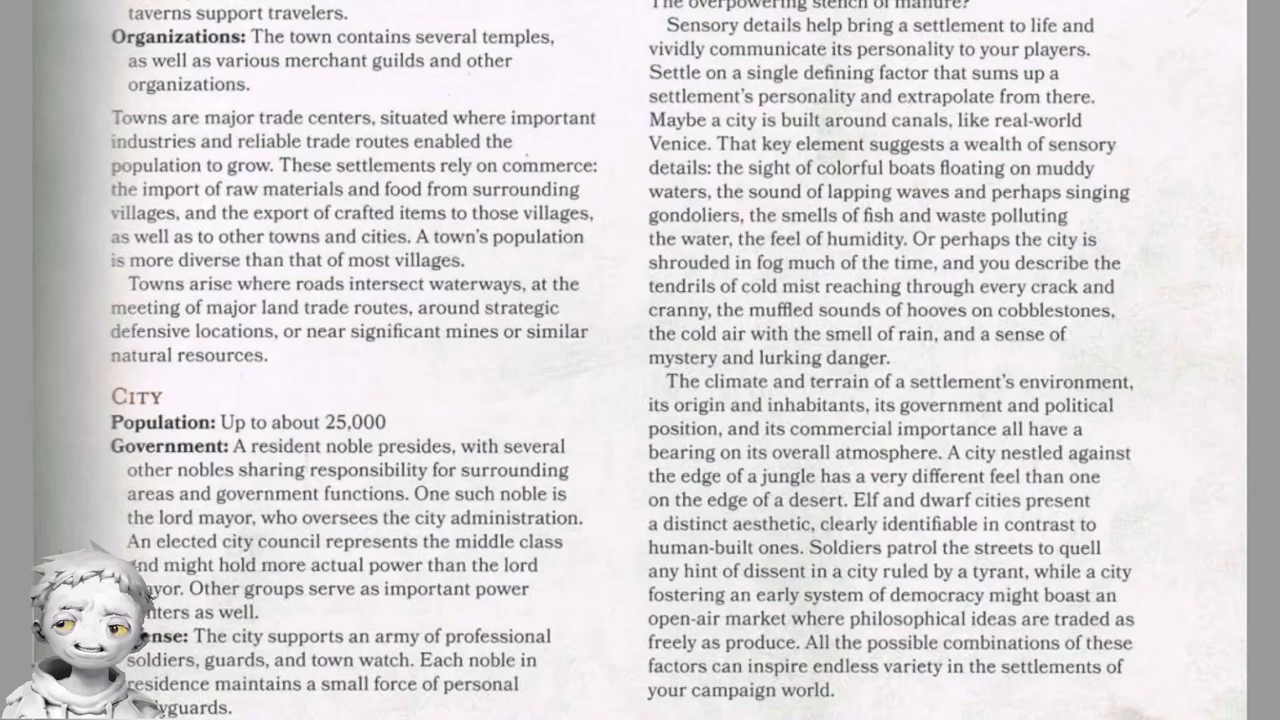 taverns support travelers.
Organizations: The town contains several temples,
as well as various merchant guilds and other
organizations.
Towns are major trade centers, situated where important
industries and reliable trade routes enabled the
population to grow. These settlements rely on commerce:
the import of raw materials and food from surrounding
villages, and the export of crafted items to those villages,
as well as to other towns and cities. A town's population
is more diverse than that of most villages.
Towns arise where roads intersect waterways, at the
meeting of major land trade routes, around strategic
defensive locations, or near significant mines or similar
natural resources.
CITY
Population: Up to about 25,000
Government: A resident noble presides, with several
other nobles sharing responsibility for surrounding
areas and government functions. One such noble is
the lord mayor, who oversees the city administration.
An elected city council represents the middle class
and might hold more actual power than the lord
Other groups serve as important power
as well.
The city supports an army of professional
soldiers, guards, and town watch. Each noble in
residence maintains a small force of personal
The overpowering stench of manure?
Sensory details help bring a settlement to life and
vividly communicate its personality to your players.
Settle on a single defining factor that sums up a
settlement's personality and extrapolate from there.
Maybe a city is built around canals, like real-world
Venice. That key element suggests a wealth of sensory
details: the sight of colorful boats floating on muddy
waters, the sound of lapping waves and perhaps singing
gondoliers, the smells of fish and waste polluting
the water, the feel of humidity. Or perhaps the city is
shrouded in fog much of the time, and you describe the
tendrils of cold mist reaching through every crack and
cranny, the muffled sounds of hooves on cobblestones,
the cold air with the smell of rain, and a sense of
mystery and lurking danger.
The climate and terrain of a settlement's environment,
its origin and inhabitants, its government and political
position, and its commercial importance all have a
bearing on its overall atmosphere. A city nestled against
the edge of a jungle has a very different feel than one
on the edge of a desert. Elf and dwarf cities present
a distinct aesthetic, clearly identifiable in contrast to
human-built ones. Soldiers patrol the streets to quell
any hint of dissent in a city ruled by a tyrant, while a city
fostering an early system of democracy might boast an
open-air market where philosophical ideas are traded as
freely as produce. All the possible combinations of these
factors can inspire endless variety in the settlements of
your campaign world.